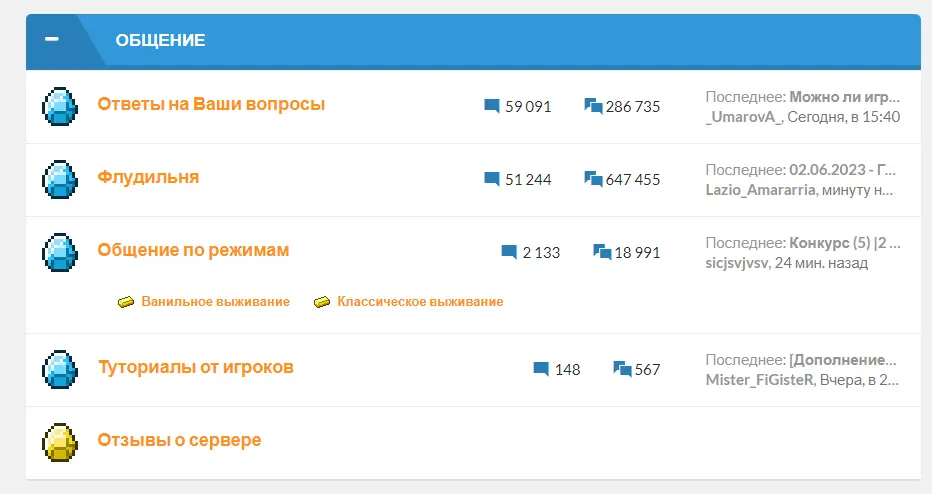 ОБЩЕНИЕ
Ответы на Ваши вопросы 59 091 286 735 Последнее: Можно ли игр...
_UmarovA_, Сегодня, в 15:40
Флудильня 51 244 647 455 Последнее: 02.06.2023 - Г...
Lazio_Amararria, минуту н...
Общение по режимам 2 133 18 991 Последнее: Конкурс (5) |2 ...
sicjsvjvsv, 24 мин. назад
Ванильное выживание Классическое выживание
Туториалы от игроков 148 567 Последнее: [Дополнение...
Mister_FiGisteR, Вчера, в 2...
Отзывы о сервере